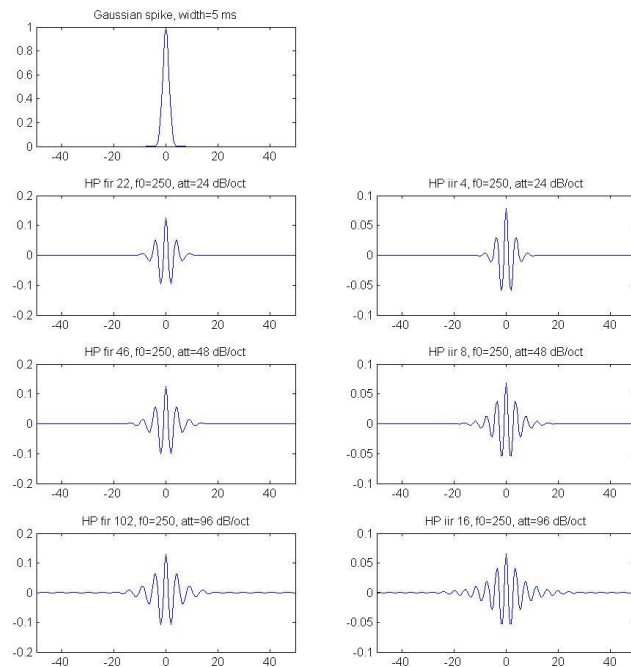 Gaussian spike, width=5 ms
1
0.8
0.6
0.4
0.2
0
-40 -20 0 20 40
HP fir 22, f0=250, att=24 dB/oct
0.2
0.1
0
-0.1
-0.2
-40 -20 0 20 40
HP iir 4, f0=250, att=24 dB/oct
0.1
0.05
0
-0.05
-0.1
-40 -20 0 20 40
HP fir 46, f0=250, att=48 dB/oct
0.2
0.1
0
-0.1
-0.2
-40 -20 0 20 40
HP iir 8, f0=250, att=48 dB/oct
0.1
0.05
0
-0.05
-0.1
-40 -20 0 20 40
HP fir 102, f0=250, att=96 dB/oct
0.2
0.1
0
-0.1
-0.2
-40 -20 0 20 40
HP iir 16, f0=250, att=96 dB/oct
0.1
0.05
0
-0.05
-0.1
-40 -20 0 20 40